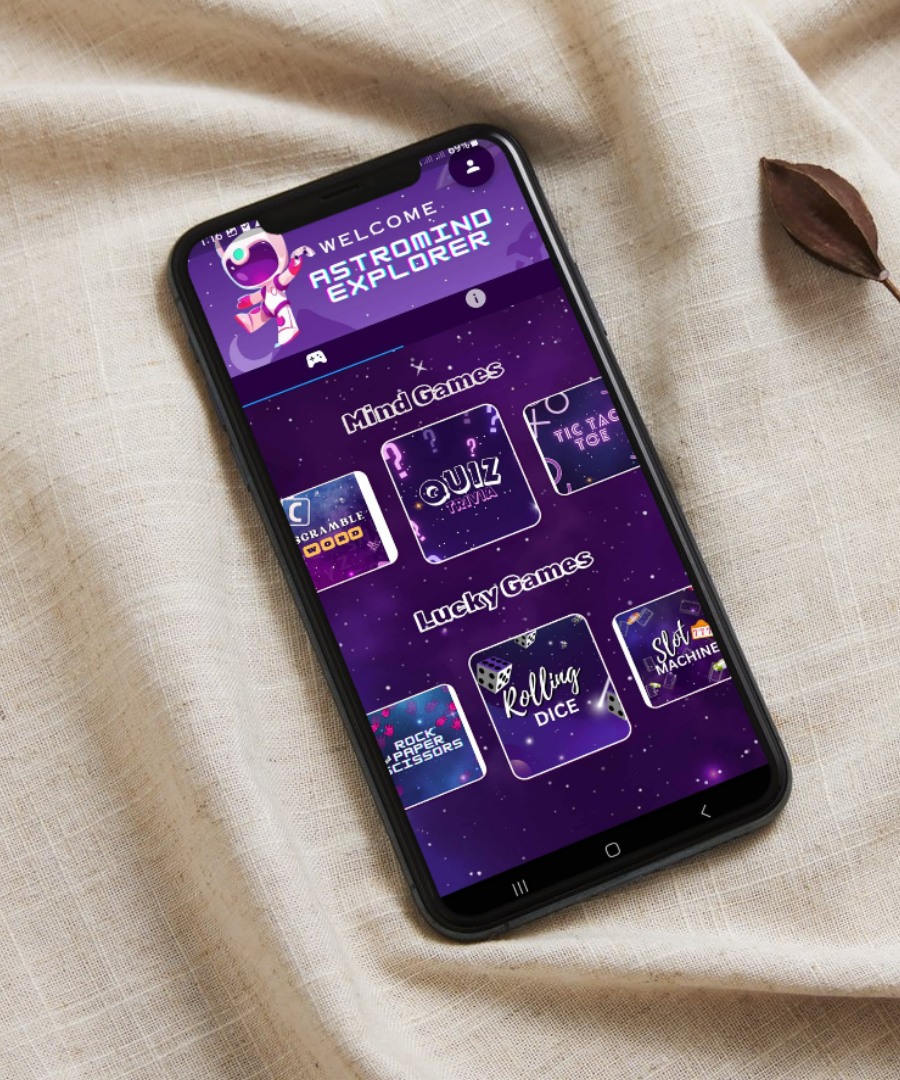 1:16
69%
WELCOME
ASTROMIND
EXPLORER
Mind Games
C
SCRAMBLE
WORD
QUIZ
TRIVIA
TIC TAC
TOE
Lucky Games
ROCK
PAPER
SCISSORS
Rolling
DICE
Slot
MACHINE